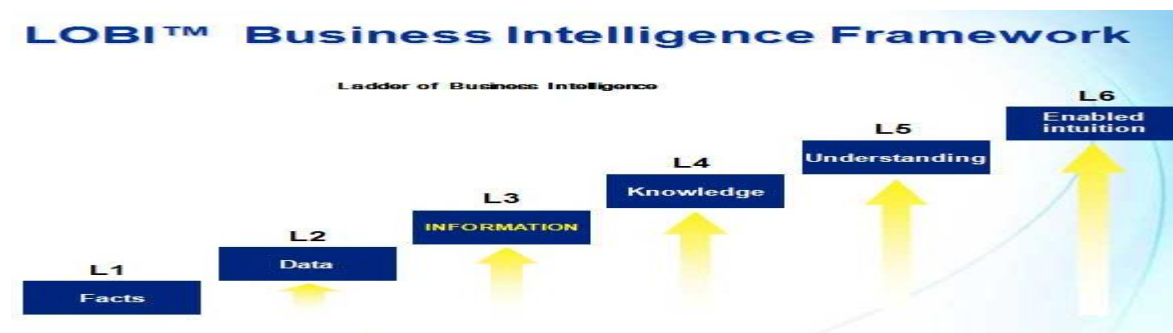 LOBI™ Business Intelligence Framework
Ladder of Business Intelligence
L1
Facts
L2
Data
L3
INFORMATION
L4
Knowledge
L5
Understanding
L6
Enabled
intuition